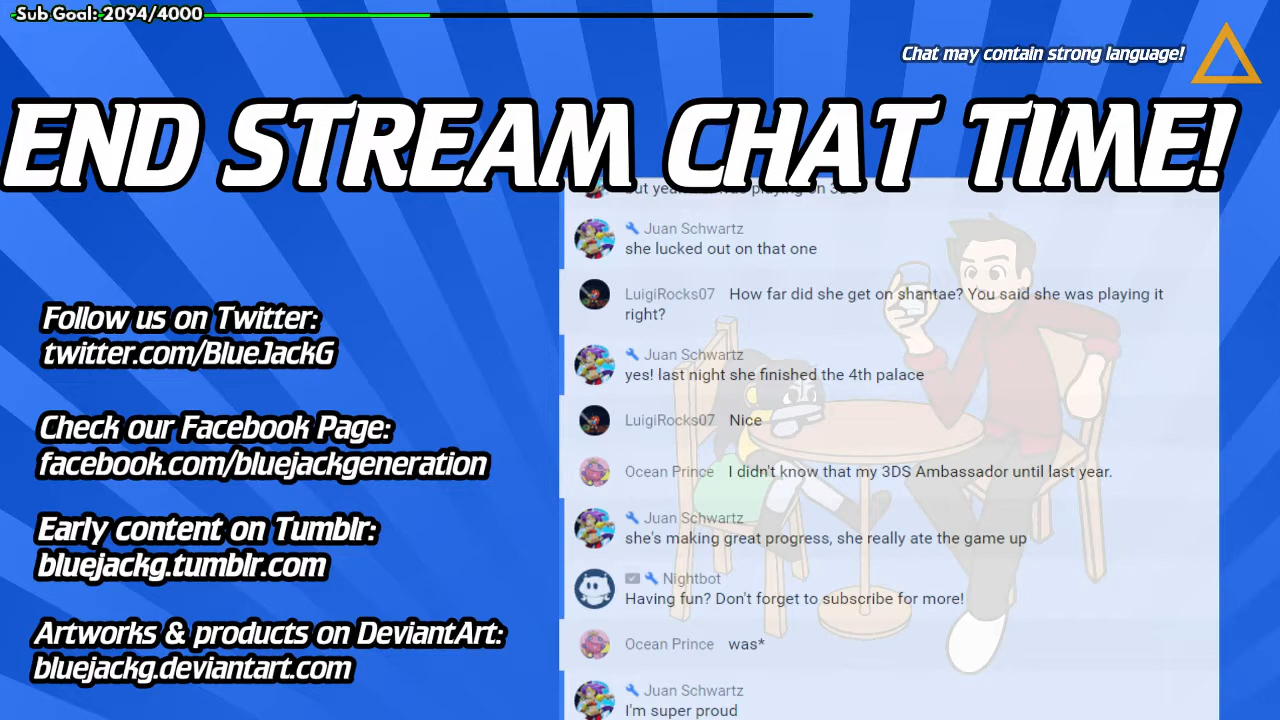 Sub Goal: 2094/4000
Chat may contain strong language!
END STREAM CHAT TIME!
Follow us on Twitter:
twitter.com/BlueJackG
Check our Facebook Page:
facebook.com/bluejackgeneration
Early content on Tumblr:
bluejackg.tumblr.com
Artworks & products on DeviantArt:
bluejackg.deviantart.com
playing on 3DS
Juan Schwartz
she lucked out on that one
LuigiRocks07 How far did she get on shantae? You said she was playing it
right?
Juan Schwartz
yes! last night she finished the 4th palace
LuigiRocks07 Nice
Ocean Prince I didn't know that my 3DS Ambassador until last year.
Juan Schwartz
she's making great progress, she really ate the game up
Nightbot
Having fun? Don't forget to subscribe for more!
Ocean Prince was*
Juan Schwartz
I'm super proud